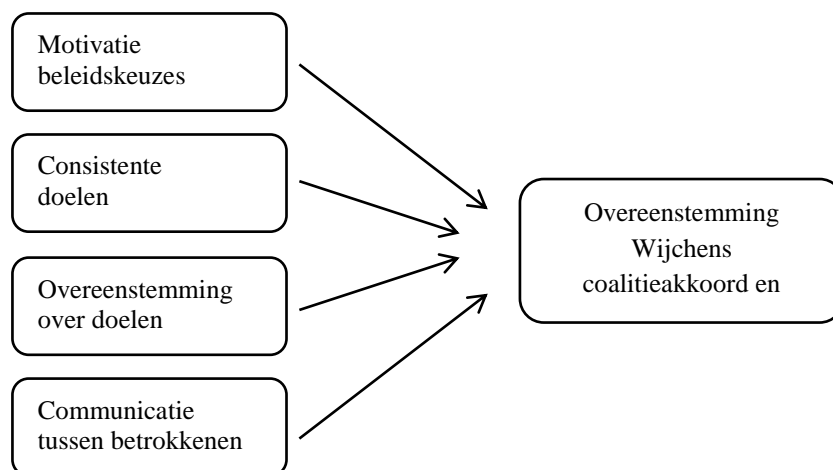 Motivatie
beleidskeuzes
Consistente
doelen
Overeenstemming
over doelen
Communicatie
tussen betrokkenen
Overeenstemming
Wijchens
coalitieakkoord en